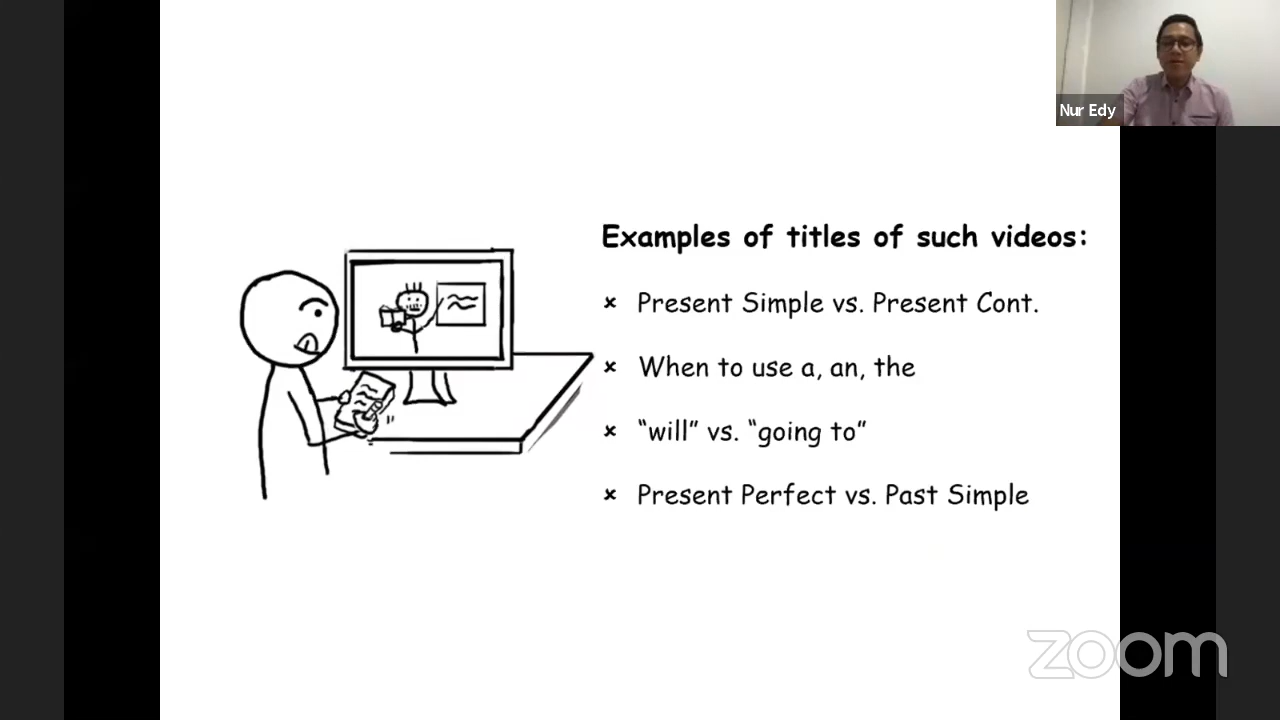 Nur Edy
Examples of titles of such videos:
× Present Simple vs. Present Cont.
× When to use a, an, the
× “will” vs. “going to”
× Present Perfect vs. Past Simple
zoom